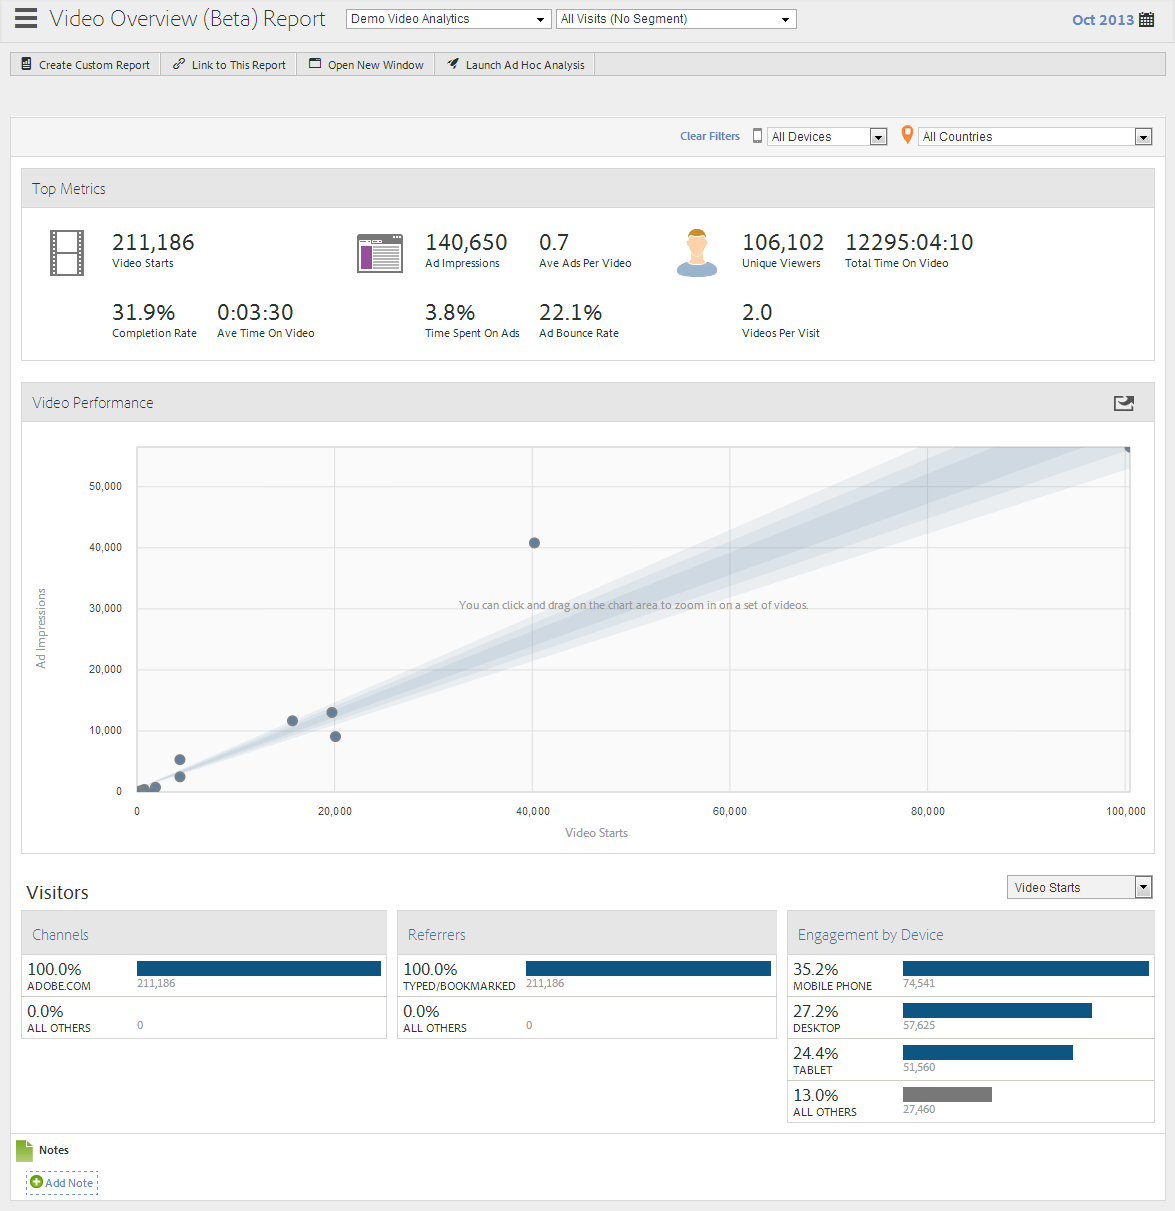 Video Overview (Beta) Report
Demo Video Analytics
All Visits (No Segment)
Oct 2013
Create Custom Report
Link to This Report
Open New Window
Launch Ad Hoc Analysis
Clear Filters
All Devices
All Countries
Top Metrics
211,186
Video Starts
140,650
Ad Impressions
0.7
Ave Ads Per Video
106,102
Unique Viewers
12295:04:10
Total Time On Video
31.9%
Completion Rate
0:03:30
Ave Time On Video
3.8%
Time Spent On Ads
22.1%
Ad Bounce Rate
2.0
Videos Per Visit
Video Performance
50,000
40,000
30,000
20,000
10,000
0
Ad Impressions
You can click and drag on the chart area to zoom in on a set of videos.
0
20,000
40,000
60,000
80,000
100,000
Video Starts
Visitors
Video Starts
Channels
100.0%
ADOBE.COM
211,186
0.0%
ALL OTHERS
0
Referrers
100.0%
TYPED/BOOKMARKED
211,186
0.0%
ALL OTHERS
0
Engagement by Device
35.2%
MOBILE PHONE
74,541
27.2%
DESKTOP
57,625
24.4%
TABLET
51,560
13.0%
ALL OTHERS
27,460
Notes
Add Note